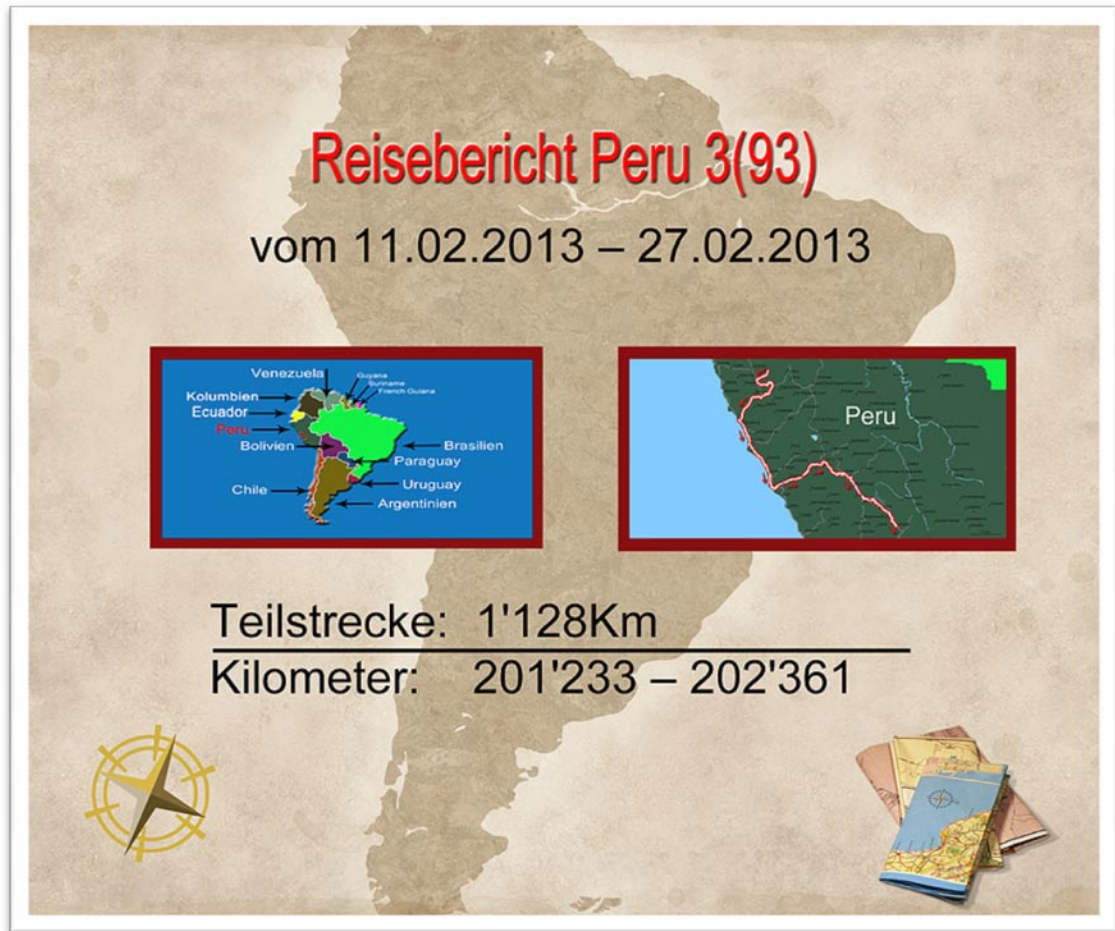 Reisebericht Peru 3(93)
vom 11.02.2013 – 27.02.2013
Venezuela
Guyana
Suriname
French Guiana
Kolumbien
Ecuador
Peru
Bolivien
Brasilien
Paraguay
Uruguay
Chile
Argentinien
Peru
Teilstrecke: 1'128Km
Kilometer: 201'233 – 202'361